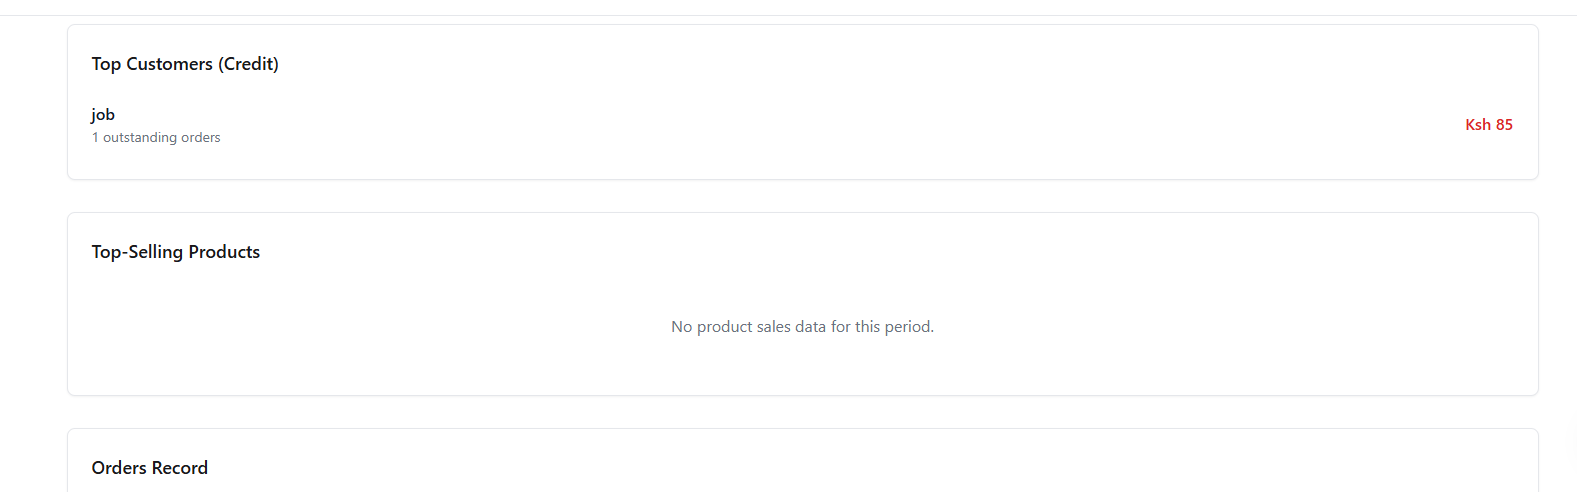 Top Customers (Credit)
job
1 outstanding orders
Ksh 85
Top-Selling Products
No product sales data for this period.
Orders Record